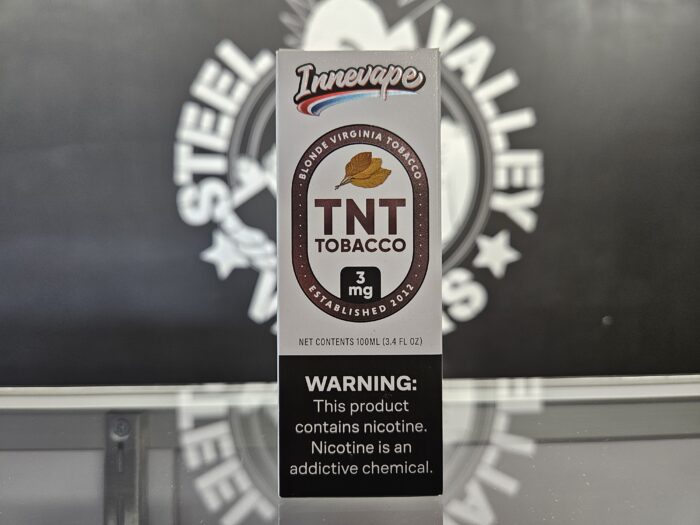 STEEL VALLEY
Innevape
BLONDE VIRGINIA TOBACCO
TNT
TOBACCO
3
mg
ESTABLISHED 2012
NET CONTENTS 100ML (3.4 FL OZ)
WARNING:
This product
contains nicotine.
Nicotine is an
addictive chemical.